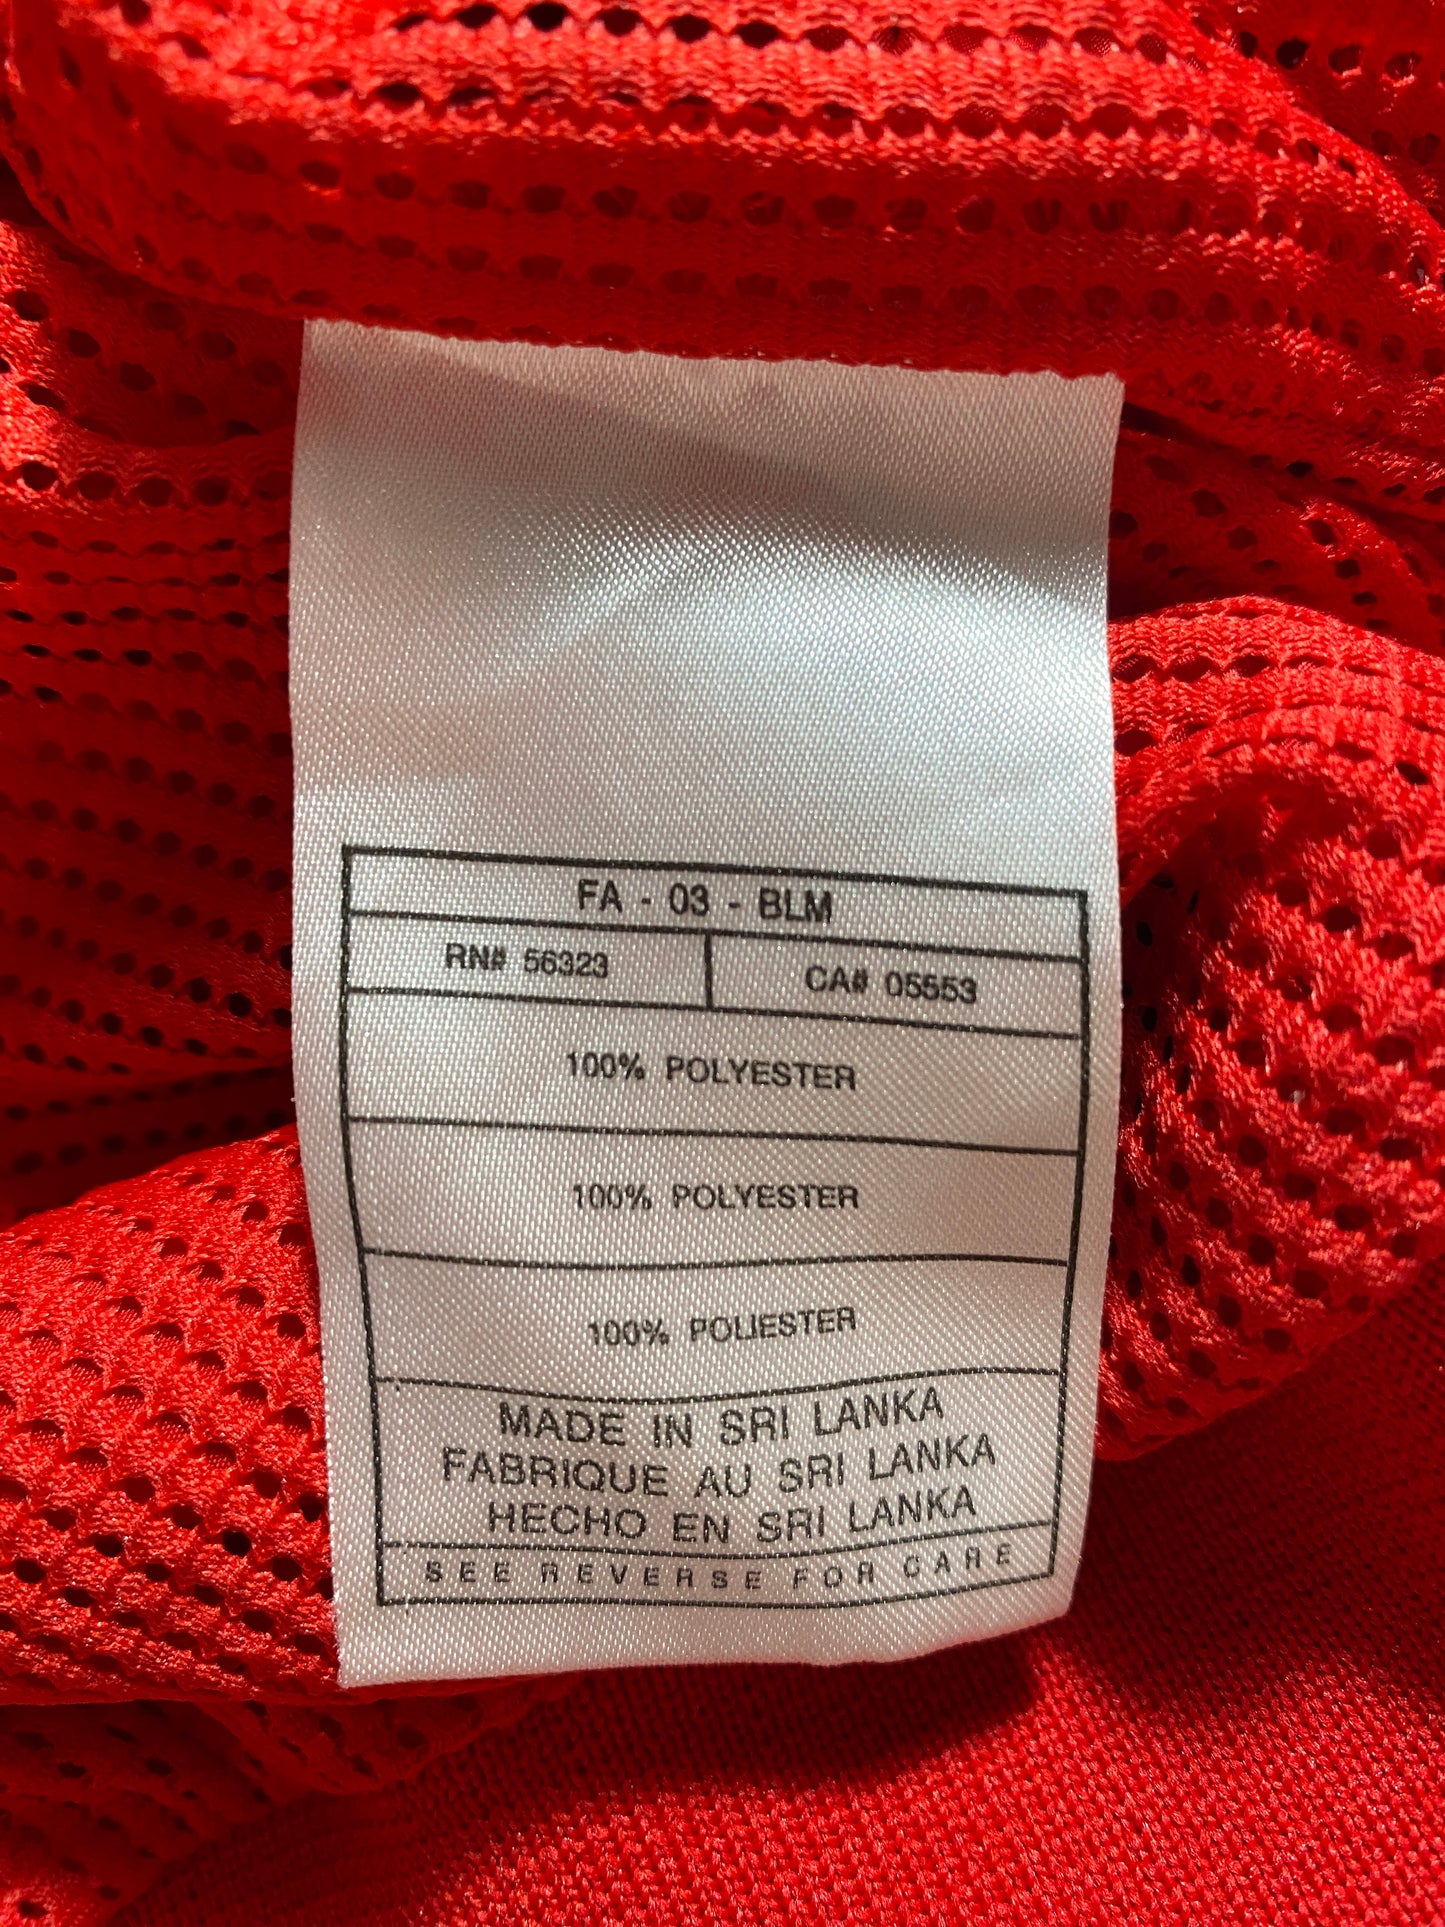 FA - 03 - BLM
RN# 56323 CA# 05553
100% POLYESTER
100% POLYESTER
100% POLIESTER
MADE IN SRI LANKA
FABRIQUE AU SRI LANKA
HECHO EN SRI LANKA
SEE REVERSE FOR CARE